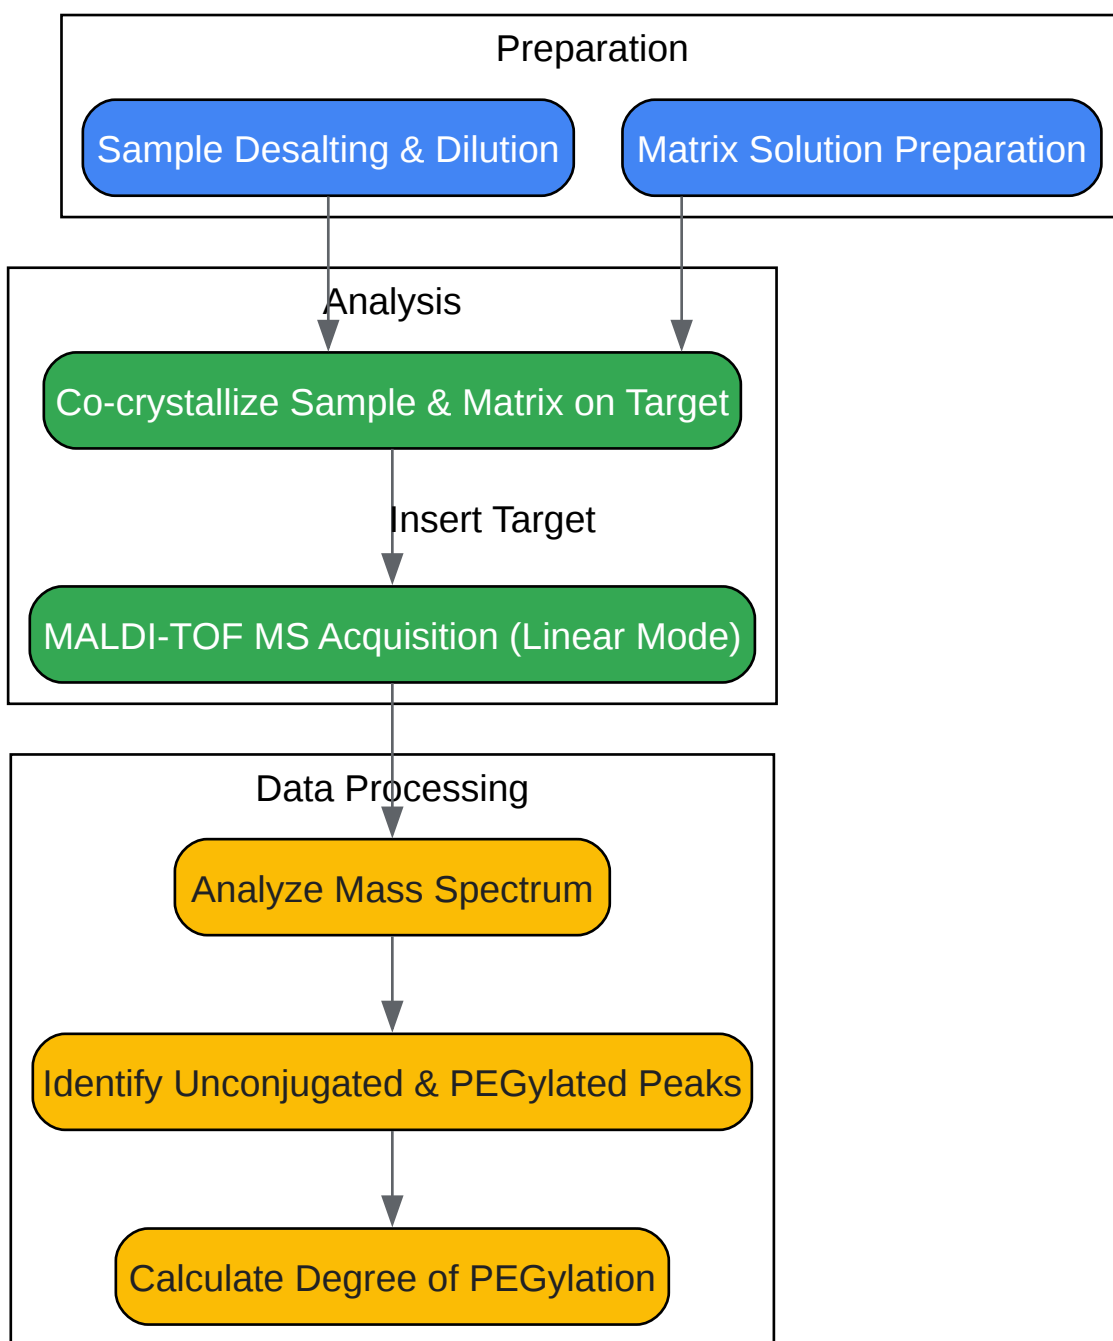 Preparation
Sample Desalting & Dilution
Matrix Solution Preparation
Analysis
Co-crystallize Sample & Matrix on Target
Insert Target
MALDI-TOF MS Acquisition (Linear Mode)
Data Processing
Analyze Mass Spectrum
Identify Unconjugated & PEGylated Peaks
Calculate Degree of PEGylation